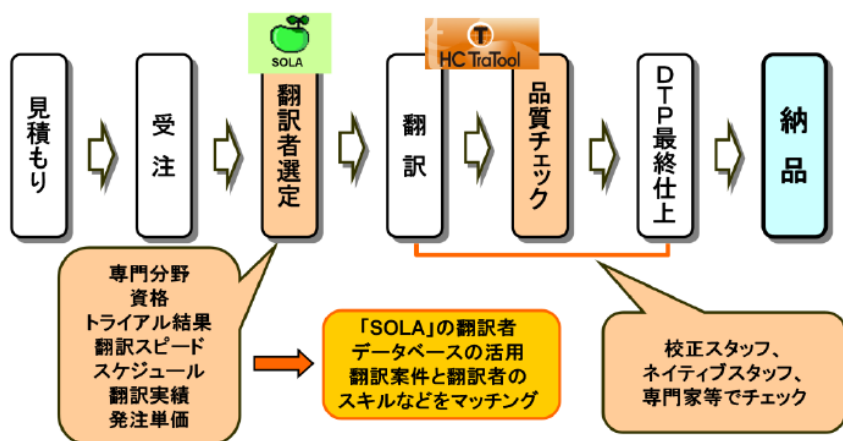 SOLA
HC TraTool
見積もり
受注
翻訳者選定
翻訳
品質チェック
DTP最終仕上
納品
専門分野
資格
トライアル結果
翻訳スピード
スケジュール
翻訳実績
発注単価
「SOLA」の翻訳者
データベースの活用
翻訳案件と翻訳者の
スキルなどをマッチング
校正スタッフ、
ネイティブスタッフ、
専門家等でチェック